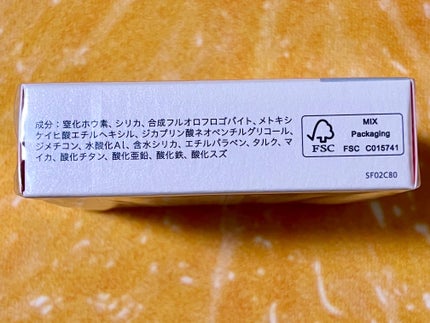 成分：窒化ホウ素、シリカ、合成フルオロフロゴパイト、メトキシ
ケイヒ酸エチルヘキシル、ジカプリン酸ネオペンチルグリコール、
ジメチコン、水酸化Al、含水シリカ、エチルパラベン、タルク、マ
イカ、酸化チタン、酸化亜鉛、酸化鉄、酸化スズ
FSC
MIX
Packaging
FSC C015741
SF02C80